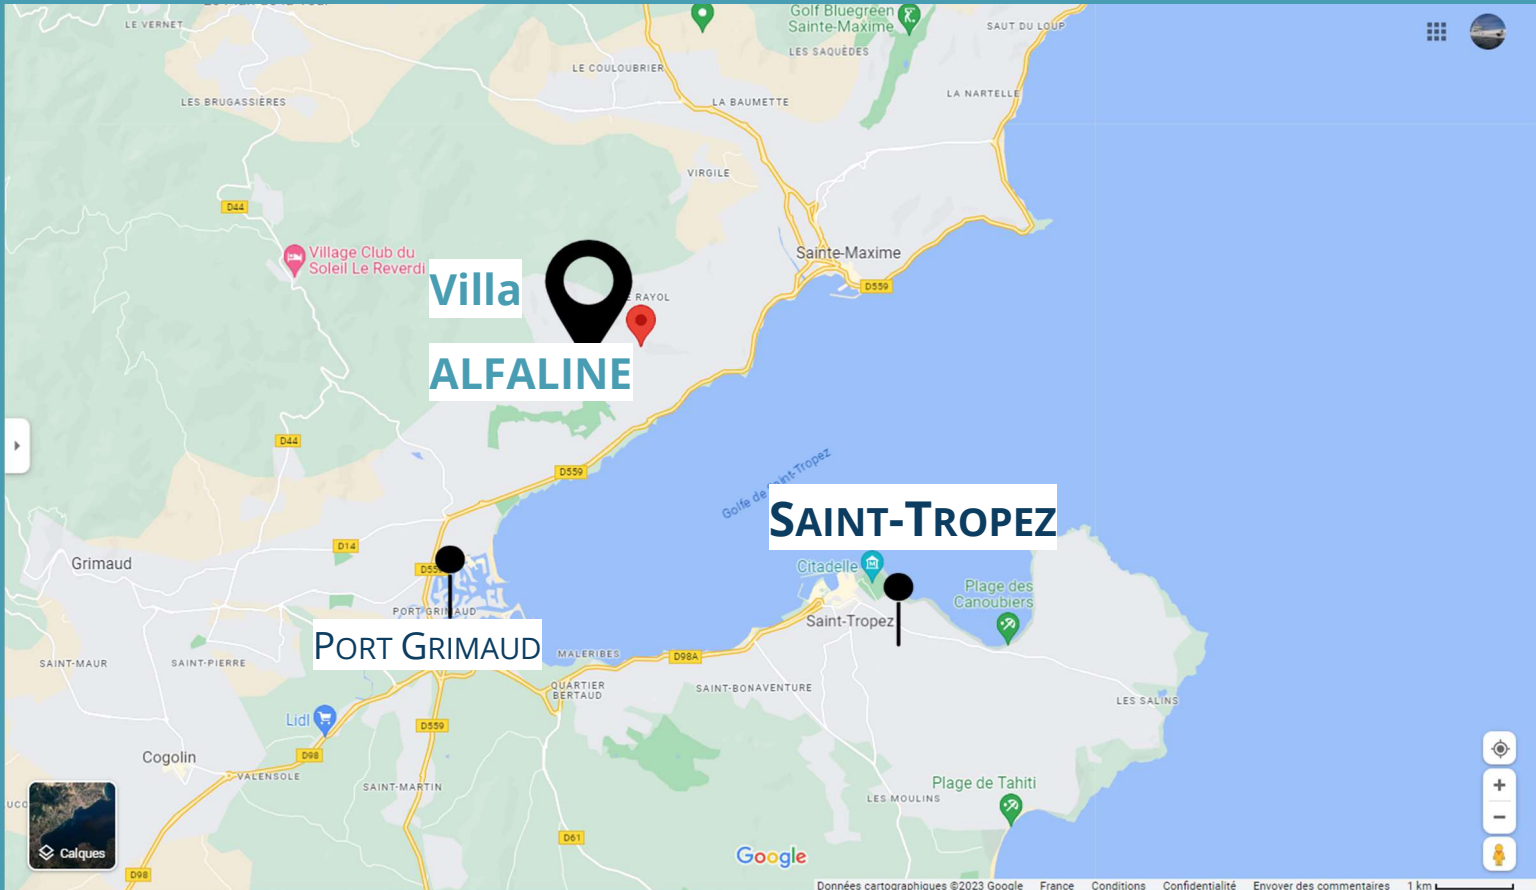 LE VERNET
Golf Bluegreen
Sainte-Maxime
SAUT DU LOUP
LES SAQUÈDES
LE COULOUBRIER
LA NARTELLE
LES BRUGASSIÈRES
LA BAUMETTE
VIRGILE
D44
Village Club du
Soleil Le Reverdi
Sainte-Maxime
Villa
RAYOL
D559
ALFALINE
D44
D559
Golfe de Saint-Tropez
SAINT-TROPEZ
D14
Grimaud
D55
Citadelle
Plage des
Canoubiers
PORT GRIMAUD
Saint-Tropez
PORT GRIMAUD
SAINT-MAUR
SAINT-PIERRE
MALERIBES
D98A
QUARTIER
BERTAUD
SAINT-BONAVENTURE
LES SALINS
Lidl
D559
Cogolin
D98
VALENSOLE
SAINT-MARTIN
Plage de Tahiti
LES MOULINS
D61
Calques
Google
D98
Données cartographiques ©2023 Google France Conditions Confidentialité Envoyer des commentaires 1 km